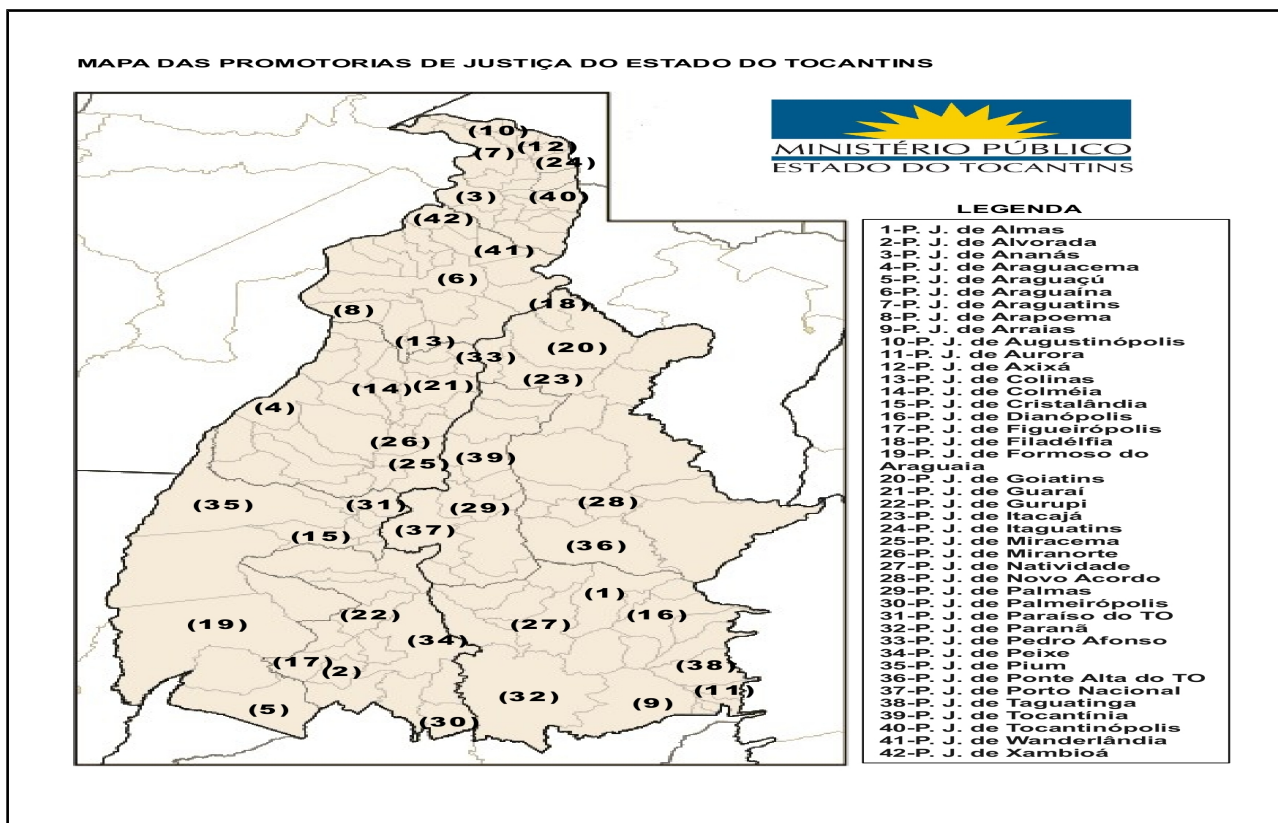 MAPA DAS PROMOTORIAS DE JUSTIÇA DO ESTADO DO TOCANTINS
MINISTÉRIO PÚBLICO
ESTADO DO TOCANTINS
(10)
(12)
(7)
(24)
(3)
(40)
(42)
(41)
(6)
(18)
(8)
(13)
(20)
(33)
(23)
(14)
(21)
(4)
(26)
(39)
(25)
(35)
(31)
(28)
(29)
(37)
(15)
(36)
(1)
(22)
(16)
(19)
(27)
(34)
(17)
(38)
(2)
(11)
(32)
(9)
(5)
(30)
LEGENDA
1-P. J. de Almas
2-P. J. de Alvorada
3-P. J. de Ananás
4-P. J. de Araguacema
5-P. J. de Araguaçú
6-P. J. de Araguaína
7-P. J. de Araguatins
8-P. J. de Arapoema
9-P. J. de Arraias
10-P. J. de Augustinópolis
11-P. J. de Aurora
12-P. J. de Axixá
13-P. J. de Colinas
14-P. J. de Colméia
15-P. J. de Cristalândia
16-P. J. de Dianópolis
17-P. J. de Figueirópolis
18-P. J. de Filadélfia
19-P. J. de Formoso do
Araguaia
20-P. J. de Goiatins
21-P. J. de Guaraí
22-P. J. de Gurupi
23-P. J. de Itacajá
24-P. J. de Itaguatins
25-P. J. de Miracema
26-P. J. de Miranorte
27-P. J. de Natividade
28-P. J. de Novo Acordo
29-P. J. de Palmas
30-P. J. de Palmeirópolis
31-P. J. de Paraíso do TO
32-P. J. de Paranã
33-P. J. de Pedro Afonso
34-P. J. de Peixe
35-P. J. de Pium
36-P. J. de Ponte Alta do TO
37-P. J. de Porto Nacional
38-P. J. de Taguatinga
39-P. J. de Tocantínia
40-P. J. de Tocantinópolis
41-P. J. de Wanderlândia
42-P. J. de Xambioá